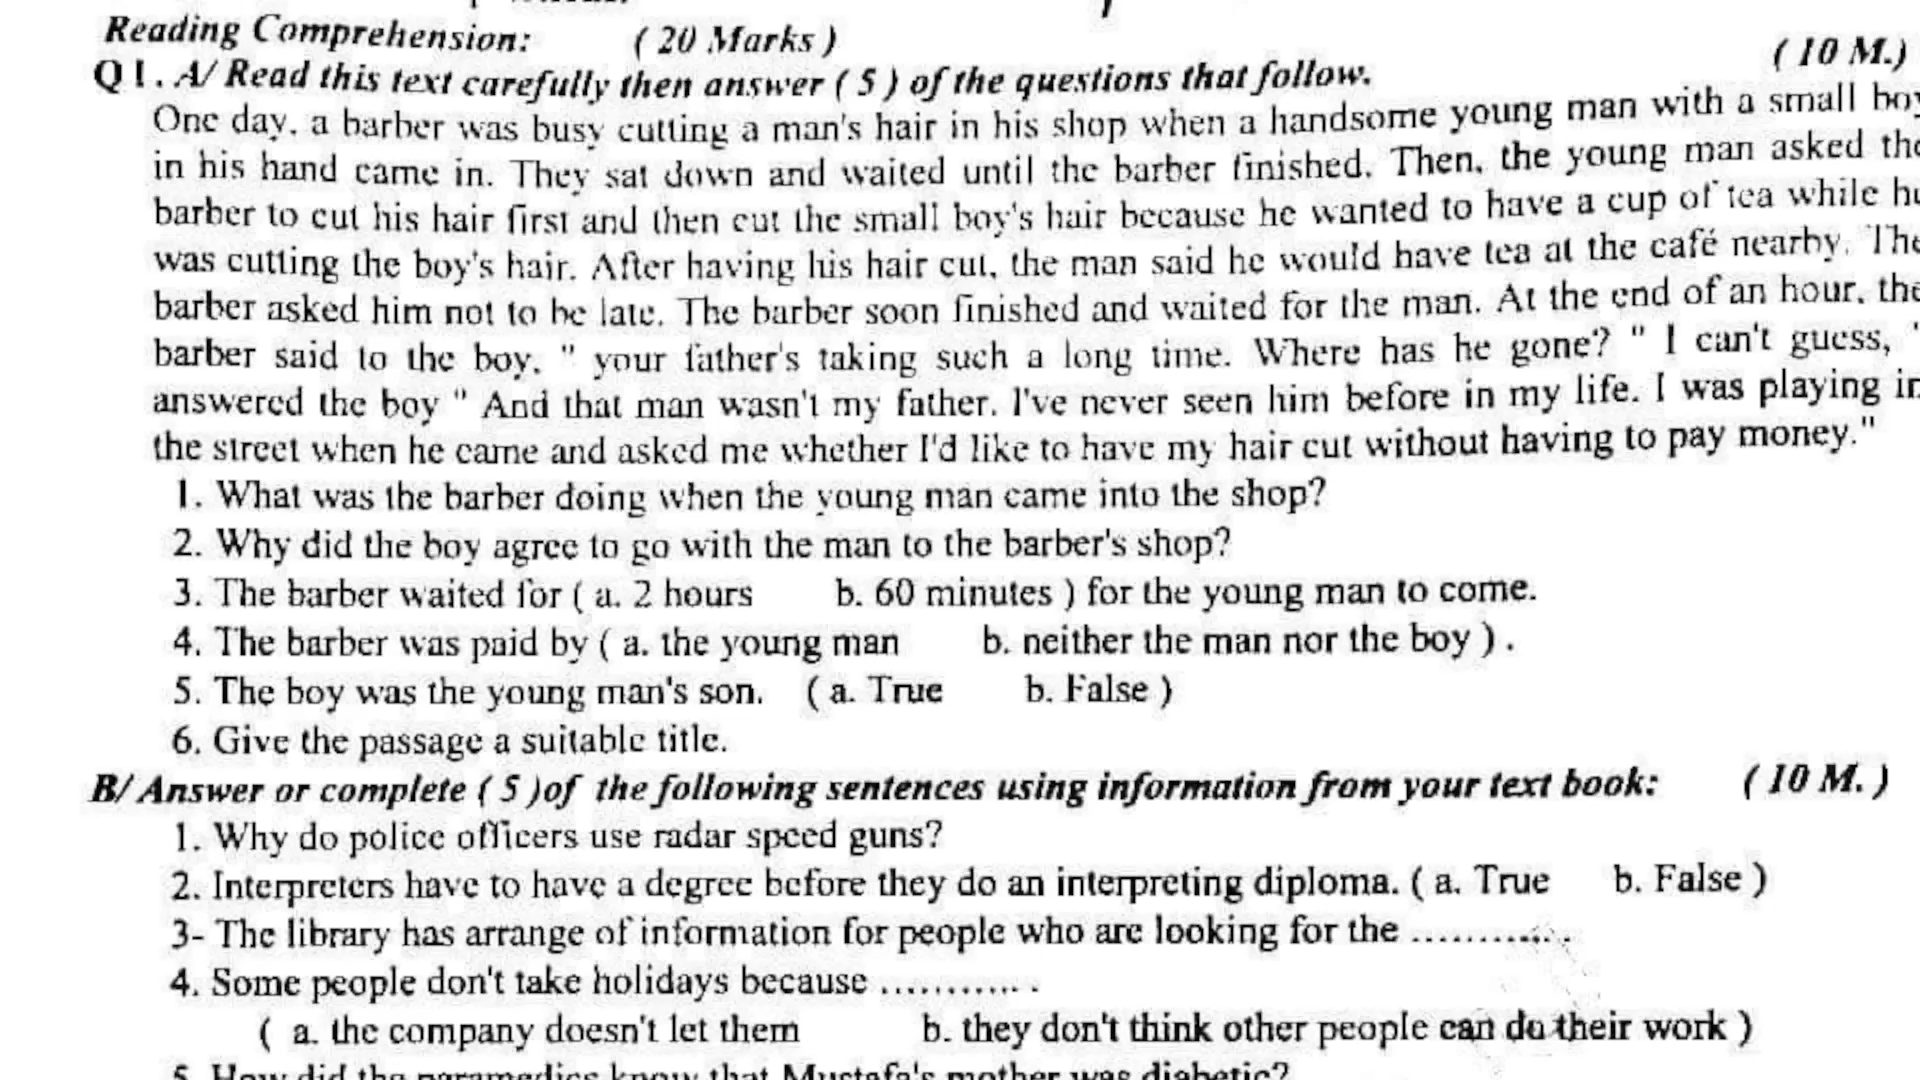 Reading Comprehension: ( 20 Marks )
( 10 M.)
Q 1. A/ Read this text carefully then answer ( 5 ) of the questions that follow.
One day, a barber was busy cutting a man's hair in his shop when a handsome young man with a small boy
in his hand came in. They sat down and waited until the barber finished. Then, the young man asked the
barber to cut his hair first and then cut the small boy's hair because he wanted to have a cup of tea while
was cutting the boy's hair. After having his hair cut, the man said he would have tea at the café nearby. The
barber asked him not to be late. The barber soon finished and waited for the man. At the end of an hour, the
barber said to the boy, " your father's taking such a long time. Where has he gone? " I can't guess, "
answered the boy " And that man wasn't my father. I've never seen him before in my life. I was playing in
the street when he came and asked me whether I'd like to have my hair cut without having to pay money."
1. What was the barber doing when the young man came into the shop?
2. Why did the boy agree to go with the man to the barber's shop?
3. The barber waited for ( a. 2 hours b. 60 minutes ) for the young man to come.
4. The barber was paid by ( a. the young man b. neither the man nor the boy ) .
5. The boy was the young man's son. ( a. True b. False )
6. Give the passage a suitable title.
B/ Answer or complete ( 5 )of the following sentences using information from your text book: ( 10 M. )
1. Why do police officers use radar speed guns?
2. Interpreters have to have a degree before they do an interpreting diploma. ( a. True b. False )
3- The library has arrange of information for people who are looking for the ............ .
4. Some people don't take holidays because ........... .
( a. the company doesn't let them b. they don't think other people can do their work )
5. How did the paramedics know that Mustafa's mother was diabetic?